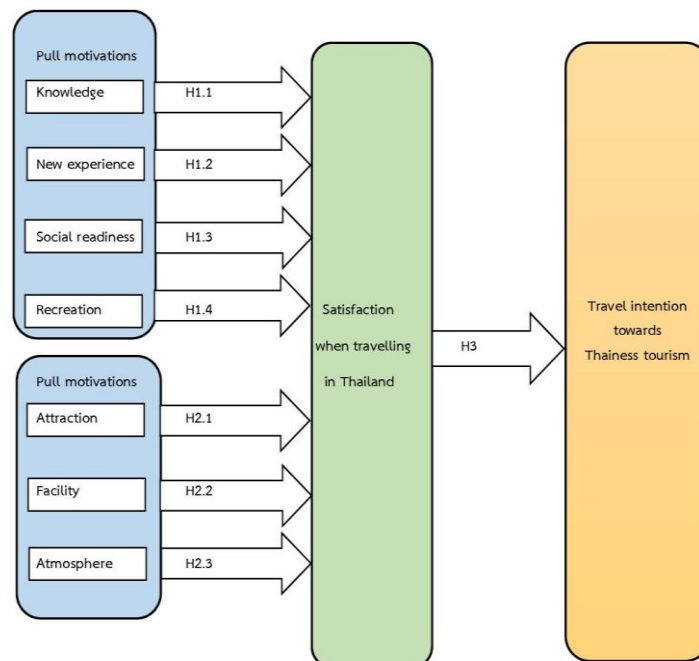 Pull motivations
Knowledge
H1.1
New experience
H1.2
Social readiness
H1.3
Recreation
H1.4
Pull motivations
Attraction
H2.1
Facility
H2.2
Atmosphere
H2.3
Satisfaction
when travelling
in Thailand
H3
Travel intention
towards
Thainess tourism